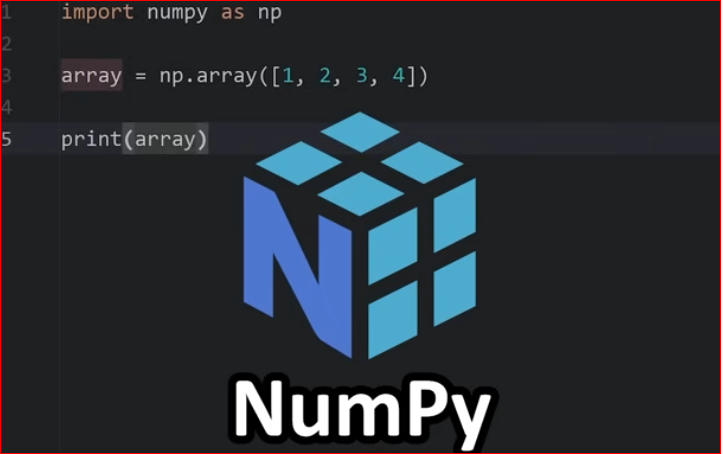 1 import numpy as np
2
3 array = np.array([1, 2, 3, 4])
4
5 print(array)
N
NumPy